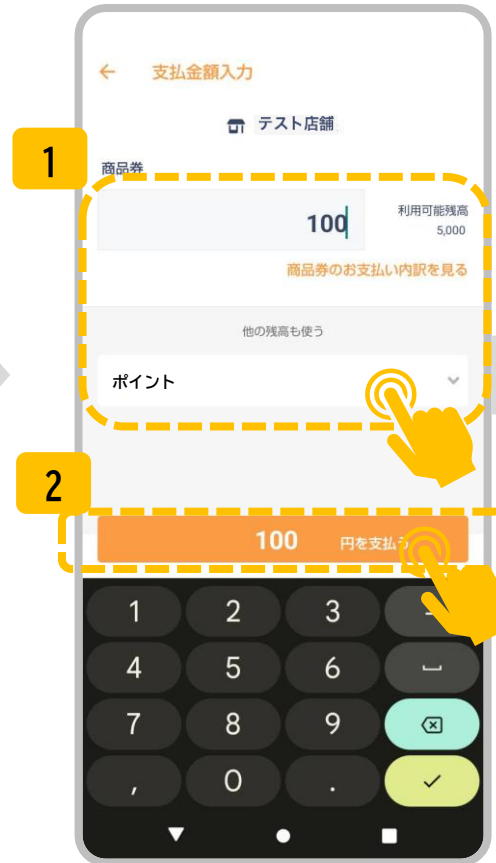 ← 支払金額入力
テスト店舗
1
商品券
100
利用可能残高
5,000
商品券のお支払い内訳を見る
他の残高も使う
ポイント
2
100 円を支払う
1 2 3 -
4 5 6
7 8 9
, 0 .